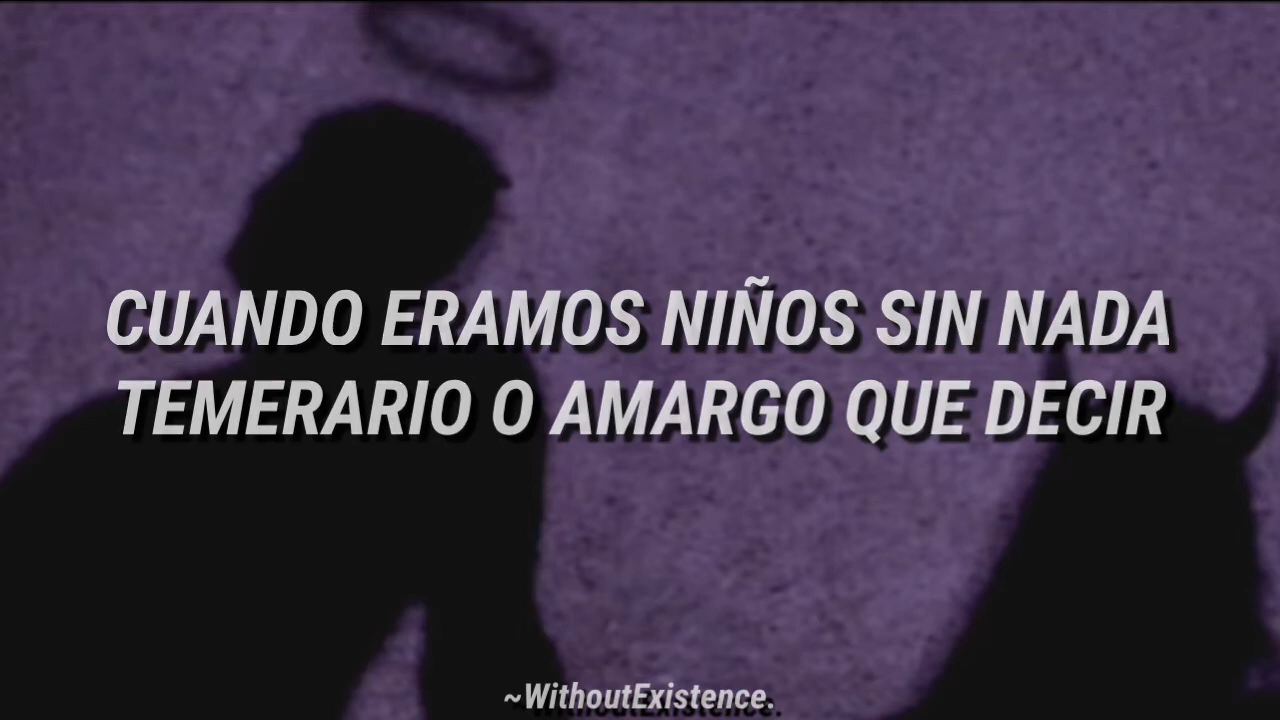 CUANDO ERAMOS NIÑOS SIN NADA
TEMERARIO O AMARGO QUE DECIR
~WithoutExistence.